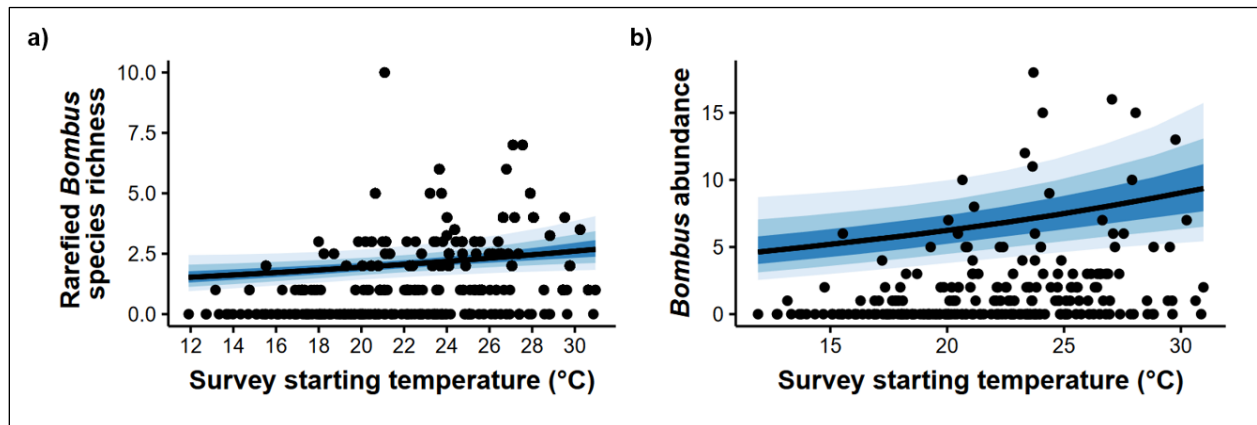 a)
Rarefied Bombus
species richness
10.0
7.5
5.0
2.5
0.0
12 14 16 18 20 22 24 26 28 30
Survey starting temperature (°C)
b)
Bombus abundance
15
10
5
0
15 20 25 30
Survey starting temperature (°C)